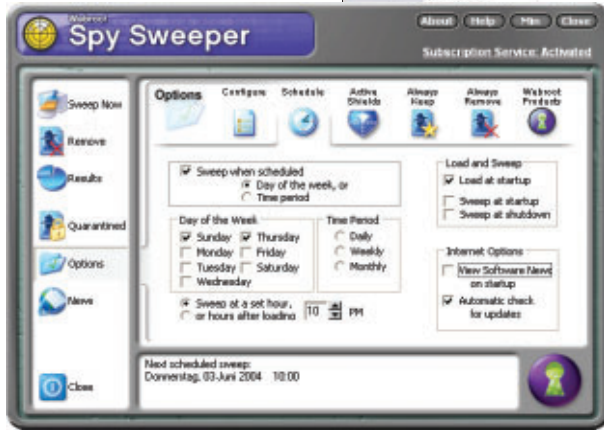 Webroot
Spy Sweeper
About Help Min Close
Subscription Service: Activated
Sweep Now
Remove
Results
Quarantined
Options
News
Close
Options
Configure
Schedule
Active Shields
Always Keep
Always Remove
Webroot Products
Sweep when scheduled
Day of the week, or
Time period
Day of the Week
Sunday Thursday
Monday Friday
Tuesday Saturday
Wednesday
Time Period
Daily
Weekly
Monthly
Sweep at a set hour,
or hours after loading 10 PM
Load and Sweep
Load at startup
Sweep at startup
Sweep at shutdown
Internet Options
View Software News
on startup
Automatic check
for updates
Next scheduled sweep:
Donnerstag, 03.Juni 2004 10:00